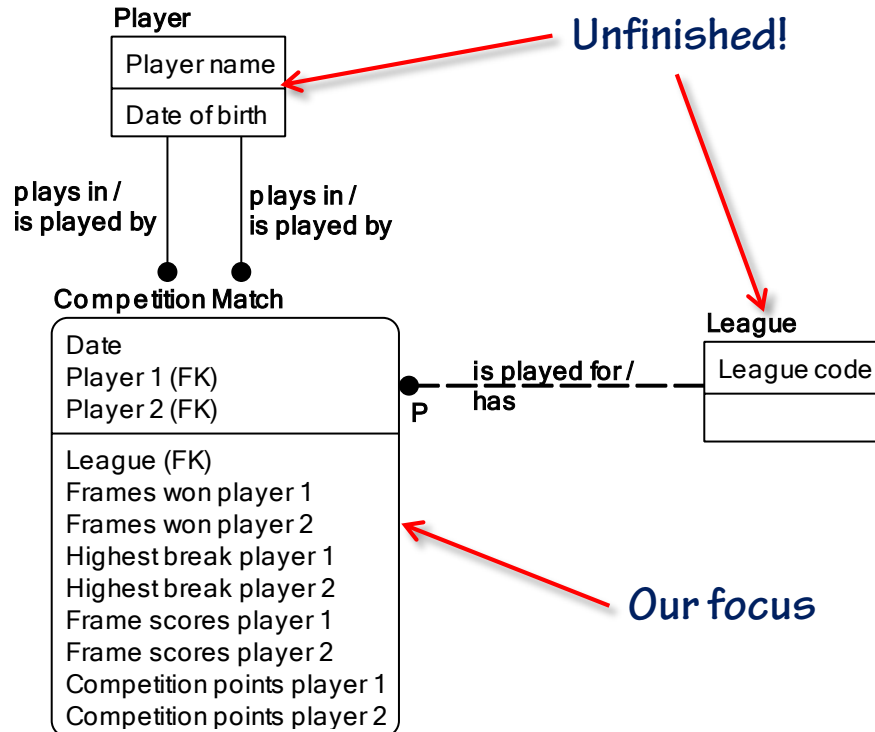 Player
Unfinished!
Player name
Date of birth
plays in /
is played by
plays in /
is played by
Competition Match
Date
Player 1 (FK)
Player 2 (FK)
League (FK)
Frames won player 1
Frames won player 2
Highest break player 1
Highest break player 2
Frame scores player 1
Frame scores player 2
Competition points player 1
Competition points player 2
P
is played for /
has
League
League code
Our focus